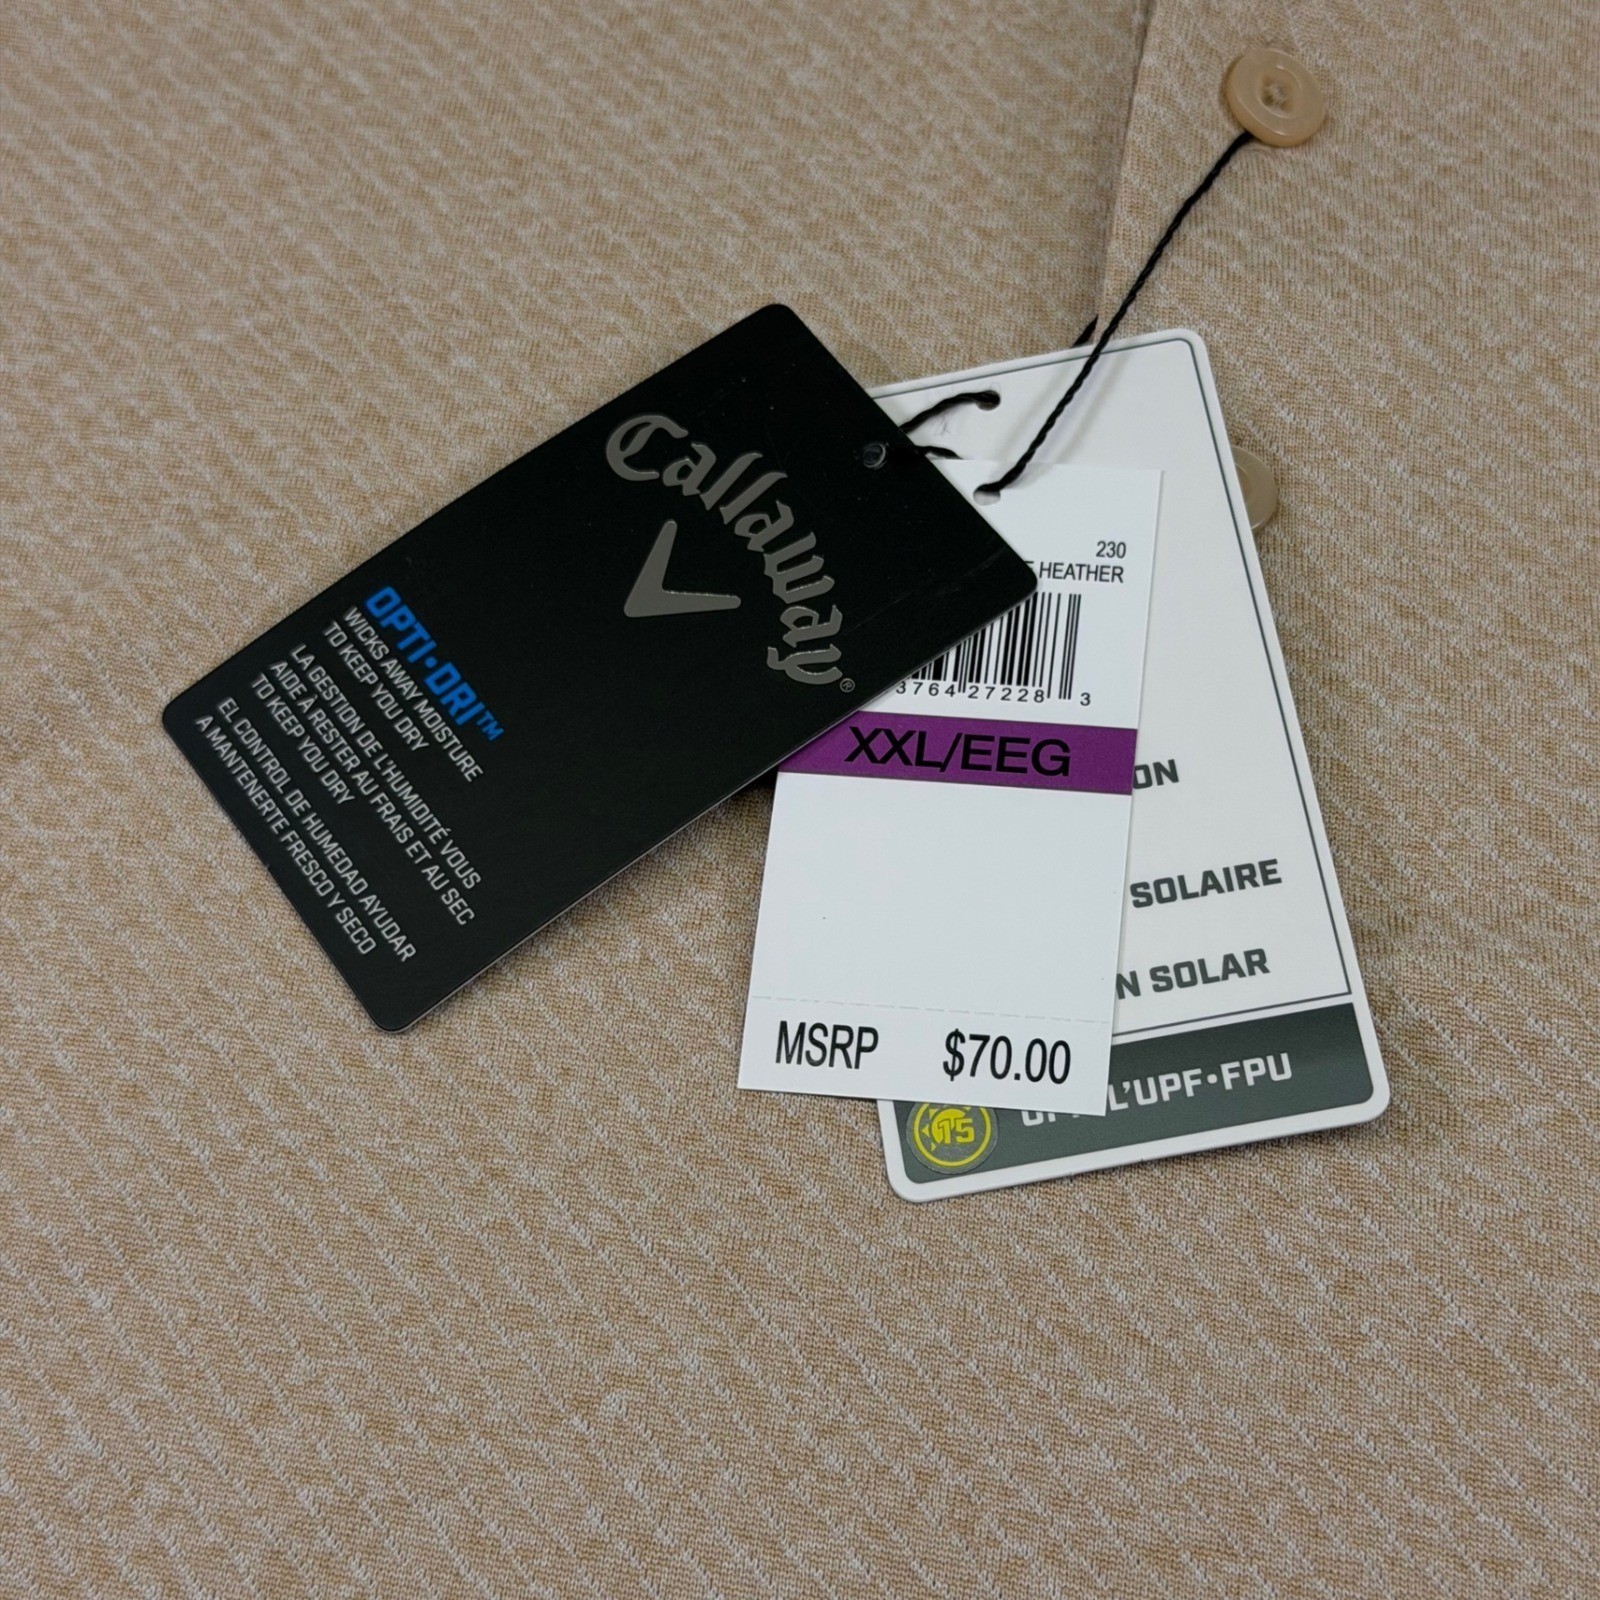 Callaway®
OPTI•DRI™
WICKS AWAY MOISTURE
TO KEEP YOU DRY
LA GESTION DE L'HUMIDITÉ VOUS
AIDE À RESTER AU FRAIS ET AU SEC
TO KEEP YOU DRY
EL CONTROL DE HUMEDAD AYUDAR
A MANTENERTE FRESCO Y SECO
230
HEATHER
3764 27228 3
XXL/EEG
MSRP $70.00
ON
SOLAIRE
N SOLAR
L'UPF•FPU
15